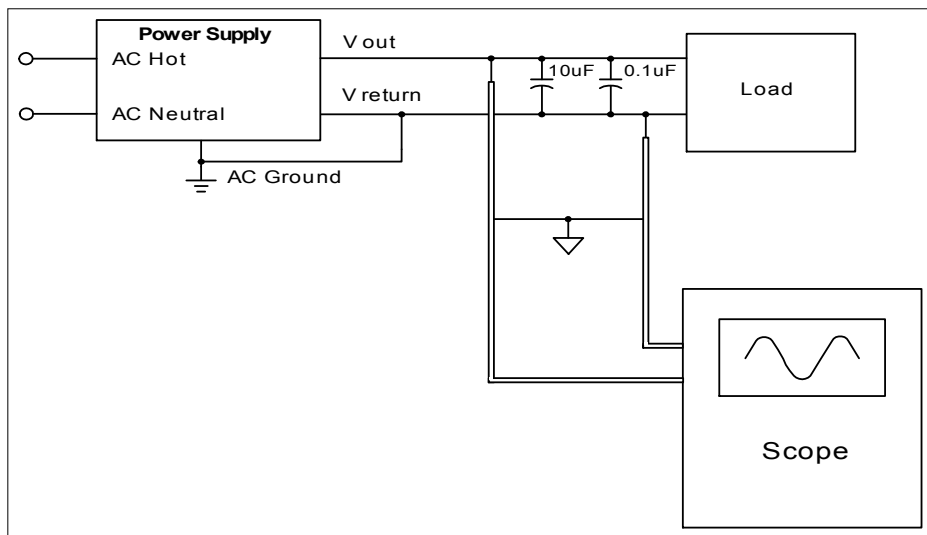 Power Supply
AC Hot
V out
10uF
0.1uF
Load
V return
AC Neutral
AC Ground
Scope